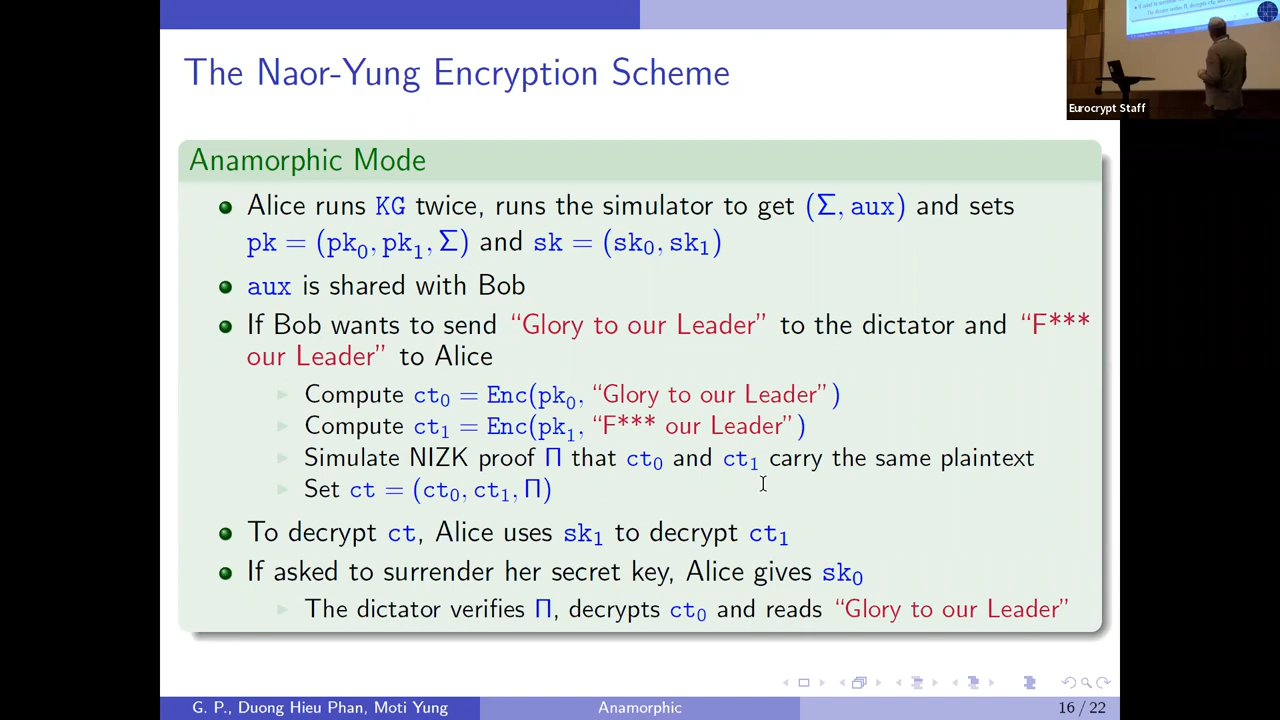 The Naor-Yung Encryption Scheme
Eurocrypt Staff
Anamorphic Mode
Alice runs KG twice, runs the simulator to get (Σ, aux) and sets
pk = (pk₀, pk₁, Σ) and sk = (sk₀, sk₁)
aux is shared with Bob
If Bob wants to send “Glory to our Leader” to the dictator and “F***
our Leader” to Alice
Compute ct₀ = Enc(pk₀, “Glory to our Leader”)
Compute ct₁ = Enc(pk₁, “F*** our Leader”)
Simulate NIZK proof Π that ct₀ and ct₁ carry the same plaintext
Set ct = (ct₀, ct₁, Π)
To decrypt ct, Alice uses sk₁ to decrypt ct₁
If asked to surrender her secret key, Alice gives sk₀
The dictator verifies Π, decrypts ct₀ and reads “Glory to our Leader”
G. P., Duong Hieu Phan, Moti Yung
Anamorphic
16 / 22